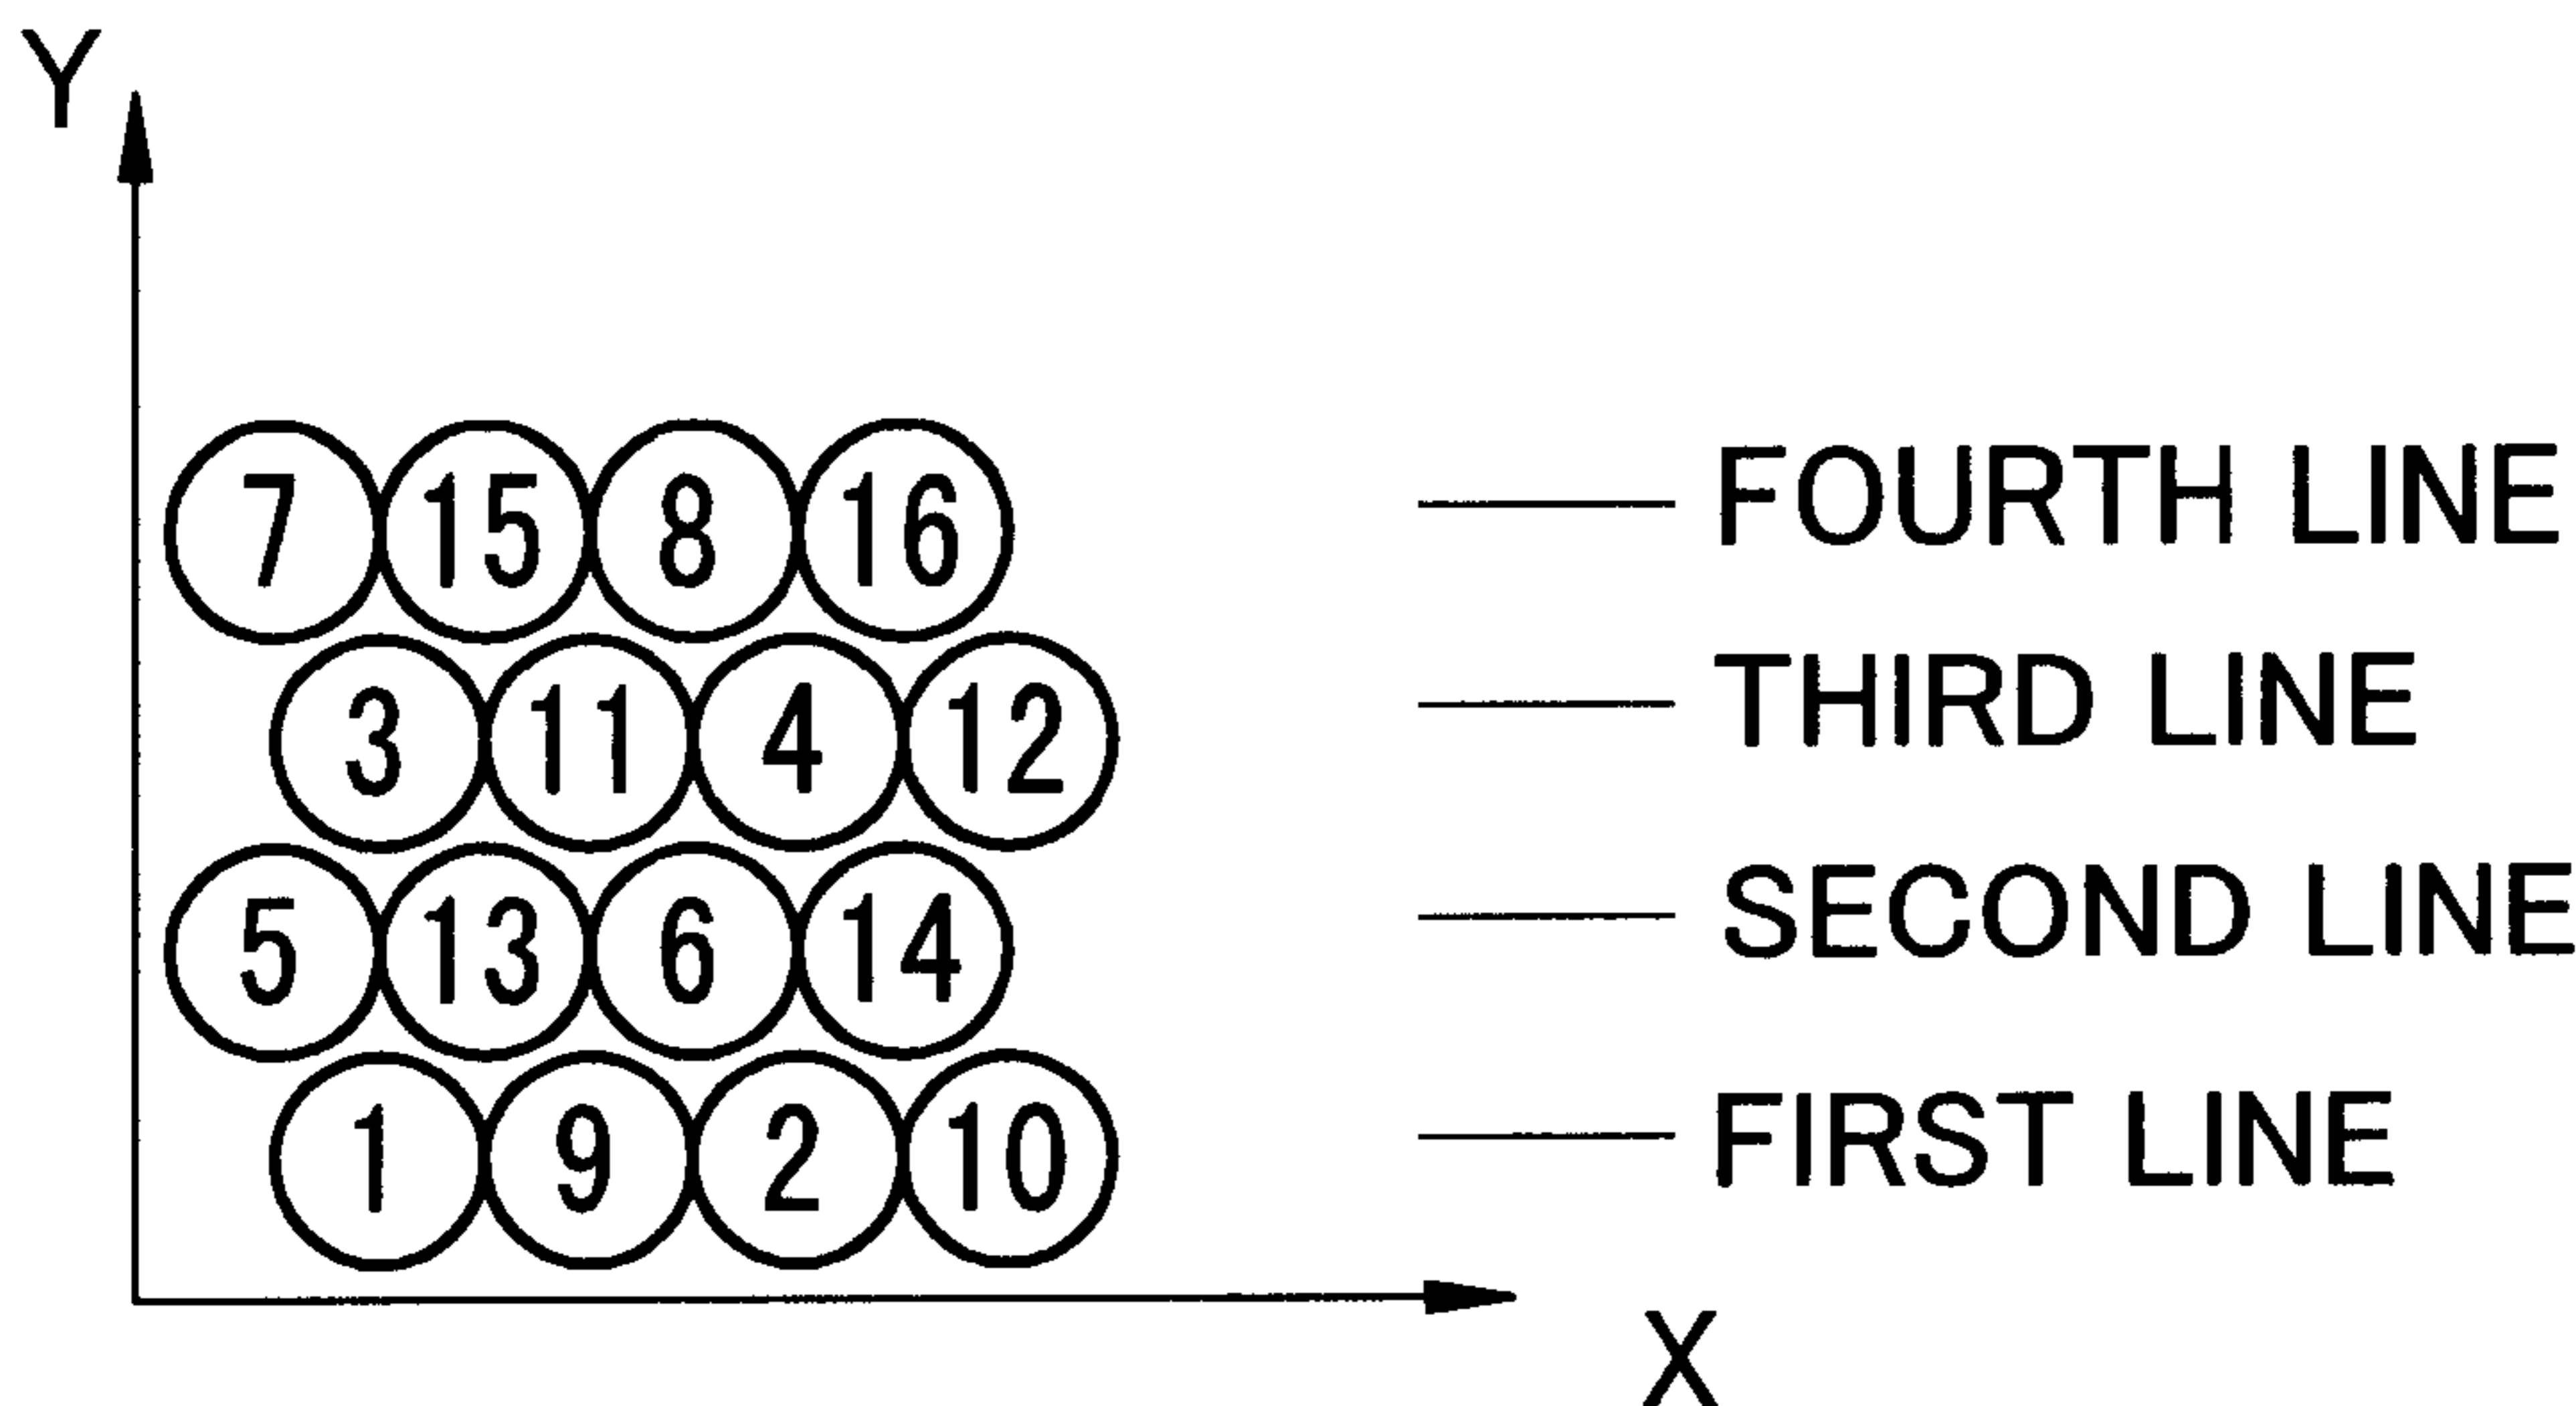 Y
7 15 8 16 FOURTH LINE
3 11 4 12 THIRD LINE
5 13 6 14 SECOND LINE
1 9 2 10 FIRST LINE
X